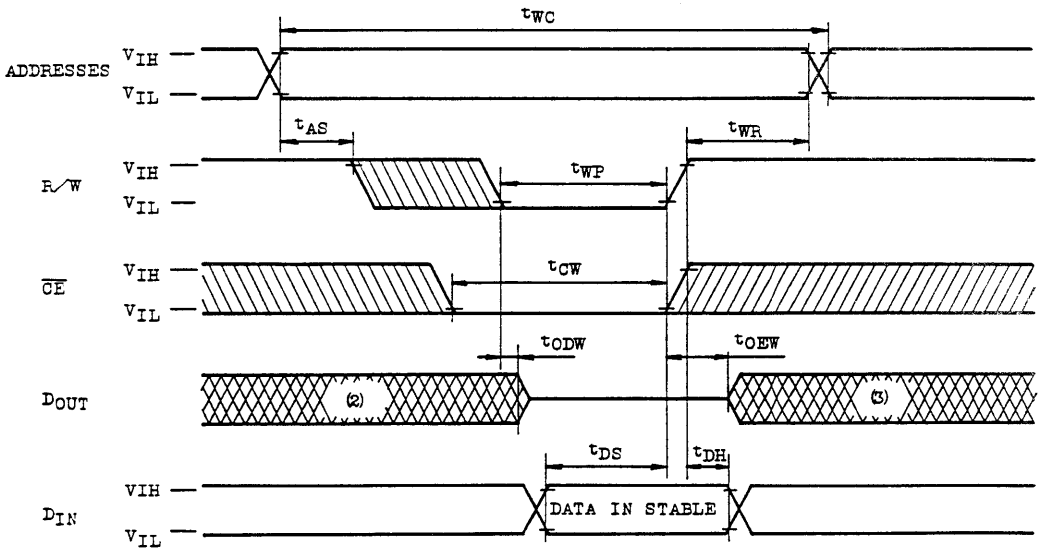 tWC
VIH
ADDRESSES
VIL
tAS
tWR
VIH
R/W
tWP
VIL
VIH
CE
tCW
VIL
tODW
tOEW
DOUT
(2)
(3)
tDS
tDH
VIH
DIN
DATA IN STABLE
VIL